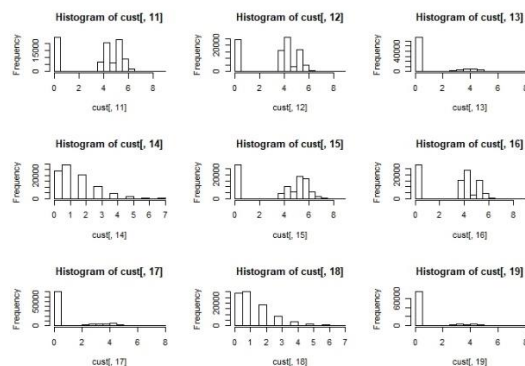 Histogram of cust[, 11]
Frequency
0 15000
0 2 4 6 8
cust[, 11]
Histogram of cust[, 12]
Frequency
0 20000
0 2 4 6 8
cust[, 12]
Histogram of cust[, 13]
Frequency
0 40000
0 2 4 6 8
cust[, 13]
Histogram of cust[, 14]
Frequency
0 20000
0 1 2 3 4 5 6 7
cust[, 14]
Histogram of cust[, 15]
Frequency
0 20000
0 2 4 6 8
cust[, 15]
Histogram of cust[, 16]
Frequency
0 20000
0 2 4 6 8
cust[, 16]
Histogram of cust[, 17]
Frequency
0 50000
0 2 4 6 8
cust[, 17]
Histogram of cust[, 18]
Frequency
0 20000
0 1 2 3 4 5 6 7
cust[, 18]
Histogram of cust[, 19]
Frequency
0 60000
0 2 4 6 8
cust[, 19]